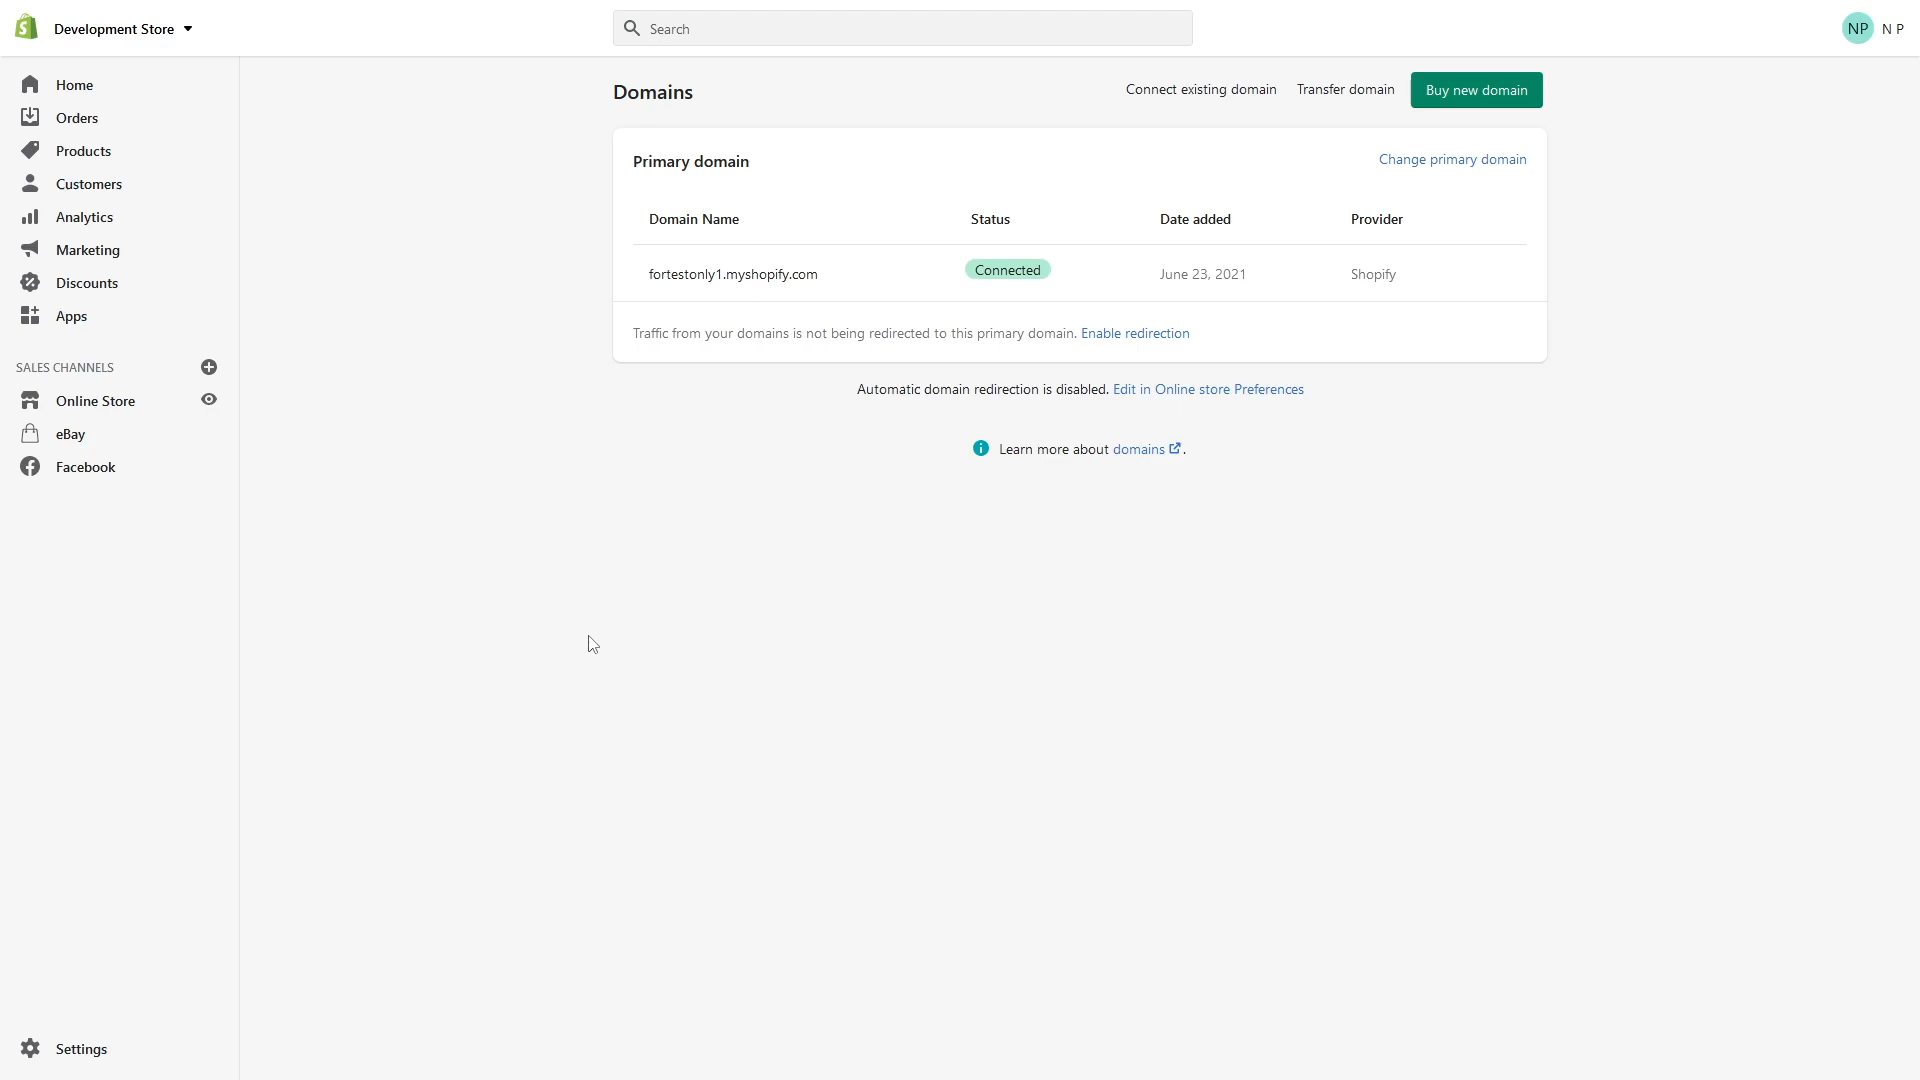 Development Store
Search
NP
N P
Home
Orders
Products
Customers
Analytics
Marketing
Discounts
Apps
SALES CHANNELS
Online Store
eBay
Facebook
Settings
Domains
Connect existing domain
Transfer domain
Buy new domain
Primary domain
Change primary domain
Domain Name
Status
Date added
Provider
fortestonly1.myshopify.com
Connected
June 23, 2021
Shopify
Traffic from your domains is not being redirected to this primary domain. Enable redirection
Automatic domain redirection is disabled. Edit in Online store Preferences
Learn more about domains.